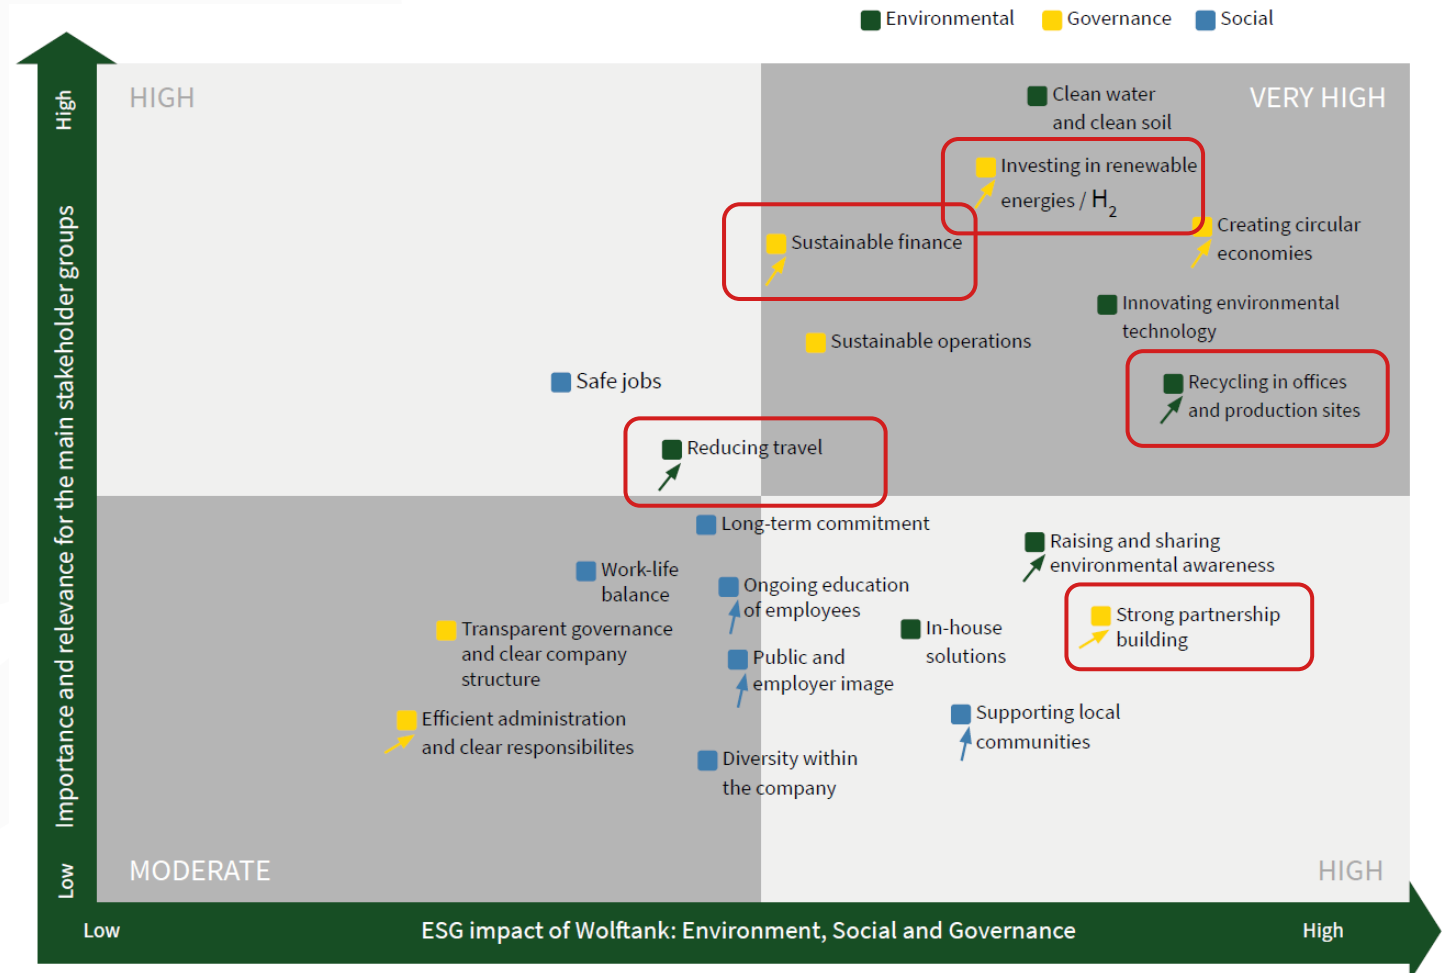 Environmental Governance Social
HIGH
VERY HIGH
High
Importance and relevance for the main stakeholder groups
Low
Clean water
and clean soil
Investing in renewable
energies / H2
Creating circular
economies
Sustainable finance
Innovating environmental
technology
Sustainable operations
Safe jobs
Recycling in offices
and production sites
Reducing travel
Long-term commitment
Raising and sharing
environmental awareness
Work-life
balance
Ongoing education
of employees
Strong partnership
building
Transparent governance
and clear company
structure
In-house
solutions
Public and
employer image
Efficient administration
and clear responsibilites
Supporting local
communities
Diversity within
the company
MODERATE
HIGH
Low
ESG impact of Wolftank: Environment, Social and Governance
High